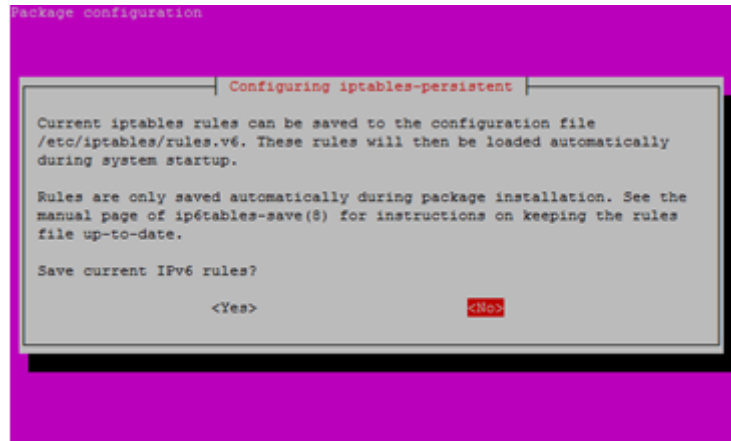 Package configuration
Configuring iptables-persistent
Current iptables rules can be saved to the configuration file
/etc/iptables/rules.v6. These rules will then be loaded automatically
during system startup.
Rules are only saved automatically during package installation. See the
manual page of ip6tables-save(8) for instructions on keeping the rules
file up-to-date.
Save current IPv6 rules?
<Yes> <No>